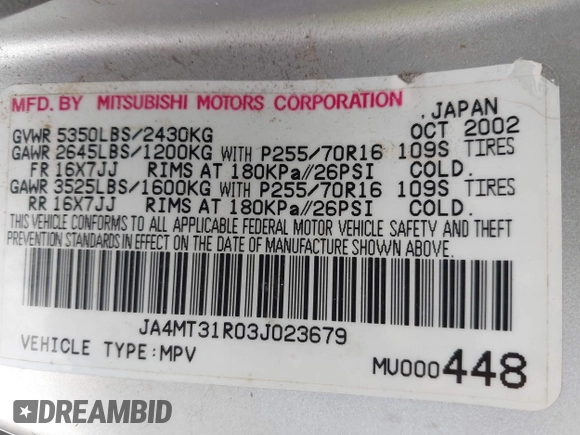 MFD. BY MITSUBISHI MOTORS CORPORATION
, JAPAN
GVWR 5350LBS/2430KG OCT 2002
GAWR 2645LBS/1200KG WITH P255/70R16 109S TIRES
FR 16X7JJ RIMS AT 180KPa//26PSI COLD.
GAWR 3525LBS/1600KG WITH P255/70R16 109S TIRES
RR 16X7JJ RIMS AT 180KPa//26PSI COLD.
THIS VEHICLE CONFORMS TO ALL APPLICABLE FEDERAL MOTOR VEHICLE SAFETY AND THEFT
PREVENTION STANDARDS IN EFFECT ON THE DATE OF MANUFACTURE SHOWN ABOVE.
JA4MT31R03J023679
VEHICLE TYPE:MPV
MU000448
DREAMBID